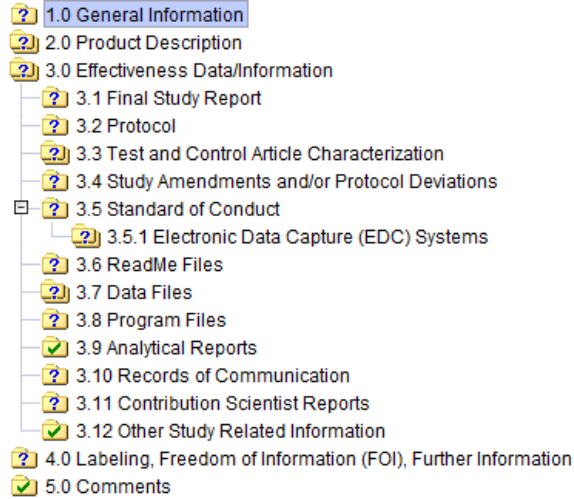 1.0 General Information
2.0 Product Description
3.0 Effectiveness Data/Information
3.1 Final Study Report
3.2 Protocol
3.3 Test and Control Article Characterization
3.4 Study Amendments and/or Protocol Deviations
3.5 Standard of Conduct
3.5.1 Electronic Data Capture (EDC) Systems
3.6 ReadMe Files
3.7 Data Files
3.8 Program Files
3.9 Analytical Reports
3.10 Records of Communication
3.11 Contribution Scientist Reports
3.12 Other Study Related Information
4.0 Labeling, Freedom of Information (FOI), Further Information
5.0 Comments